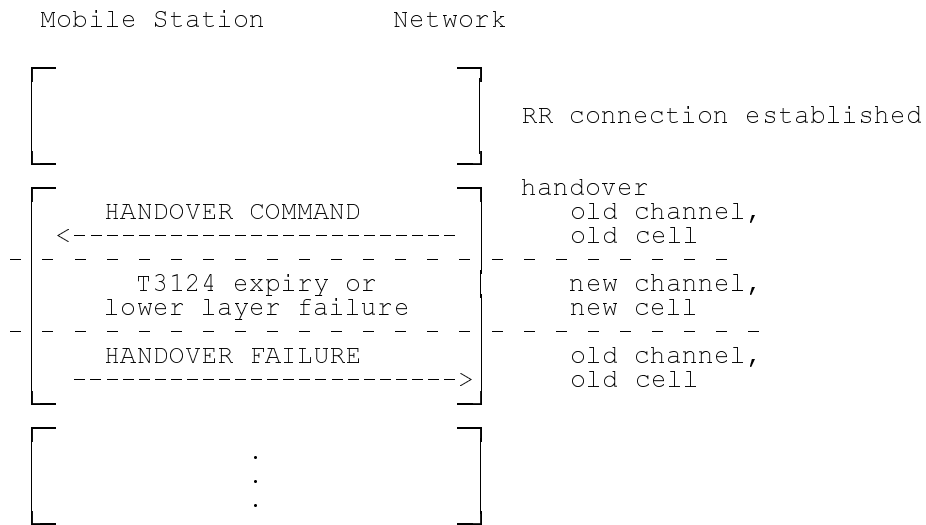 Mobile Station Network
RR connection established
handover
HANDOVER COMMAND old channel,
<------------------------ old cell
T3124 expiry or new channel,
lower layer failure new cell
HANDOVER FAILURE old channel,
------------------------> old cell
.
.
.